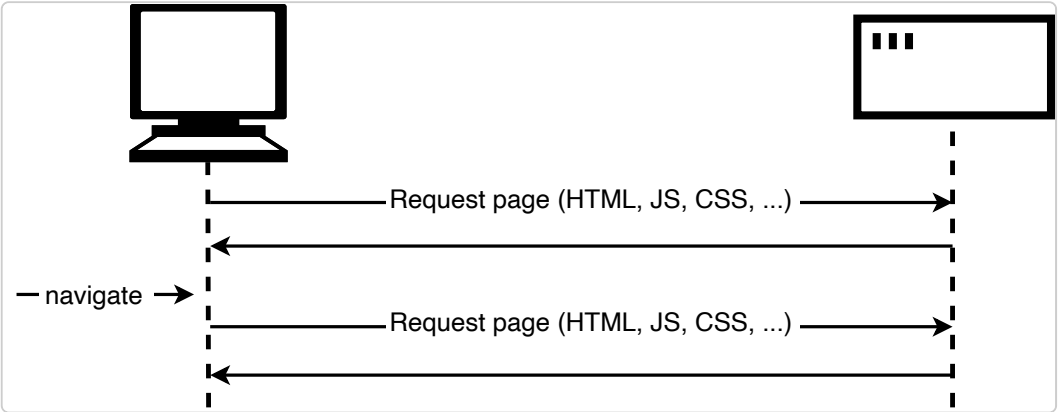 Request page (HTML, JS, CSS, ...)
navigate
Request page (HTML, JS, CSS, ...)